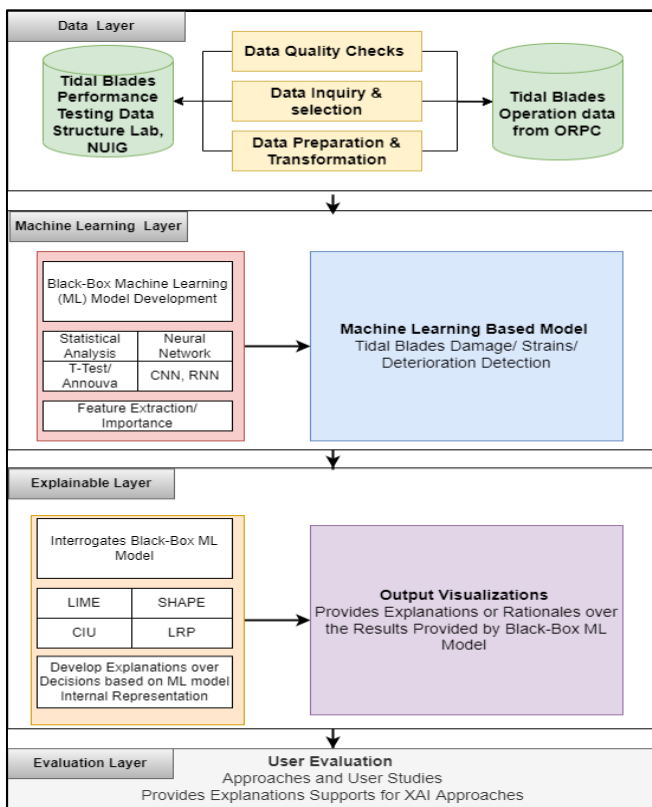 Data Layer
Tidal Blades
Performance
Testing Data
Structure Lab,
NUIG
Data Quality Checks
Data Inquiry &
selection
Data Preparation &
Transformation
Tidal Blades
Operation data
from ORPC
Machine Learning Layer
Black-Box Machine Learning
(ML) Model Development
Statistical
Analysis
Neural
Network
T-Test/
Annouva
CNN, RNN
Feature Extraction/
Importance
Machine Learning Based Model
Tidal Blades Damage/ Strains/
Deterioration Detection
Explainable Layer
Interrogates Black-Box ML
Model
LIME
SHAPE
CIU
LRP
Develop Explanations over
Decisions based on ML model
Internal Representation
Output Visualizations
Provides Explanations or Rationales over
the Results Provided by Black-Box ML
Model
Evaluation Layer
User Evaluation
Approaches and User Studies
Provides Explanations Supports for XAI Approaches